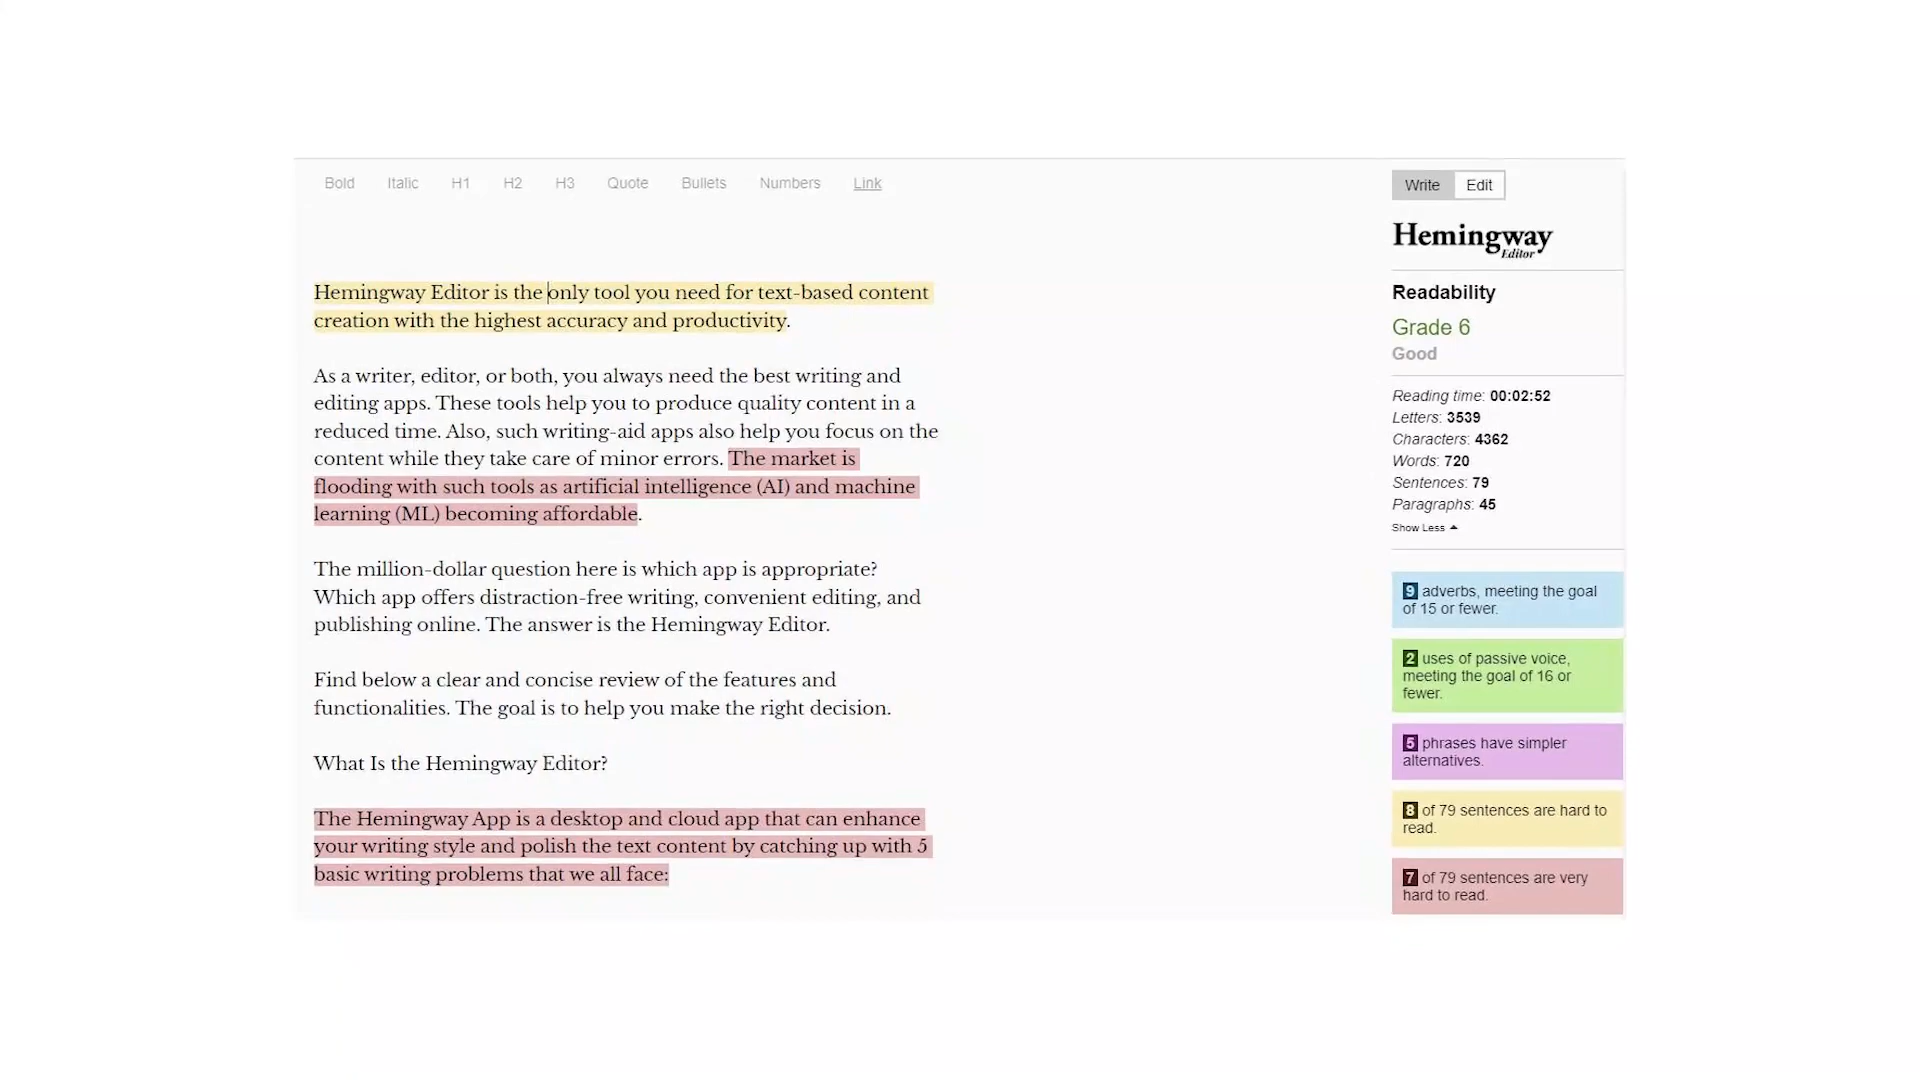 Bold Italic H1 H2 H3 Quote Bullets Numbers Link
Hemingway Editor is the only tool you need for text-based content
creation with the highest accuracy and productivity.
As a writer, editor, or both, you always need the best writing and
editing apps. These tools help you to produce quality content in a
reduced time. Also, such writing-aid apps also help you focus on the
content while they take care of minor errors. The market is
flooding with such tools as artificial intelligence (AI) and machine
learning (ML) becoming affordable.
The million-dollar question here is which app is appropriate?
Which app offers distraction-free writing, convenient editing, and
publishing online. The answer is the Hemingway Editor.
Find below a clear and concise review of the features and
functionalities. The goal is to help you make the right decision.
What Is the Hemingway Editor?
The Hemingway App is a desktop and cloud app that can enhance
your writing style and polish the text content by catching up with 5
basic writing problems that we all face:
Write Edit
Hemingway
Editor
Readability
Grade 6
Good
Reading time: 00:02:52
Letters: 3539
Characters: 4362
Words: 720
Sentences: 79
Paragraphs: 45
Show Less
9 adverbs, meeting the goal
of 15 or fewer.
2 uses of passive voice,
meeting the goal of 16 or
fewer.
5 phrases have simpler
alternatives.
8 of 79 sentences are hard to
read.
7 of 79 sentences are very
hard to read.